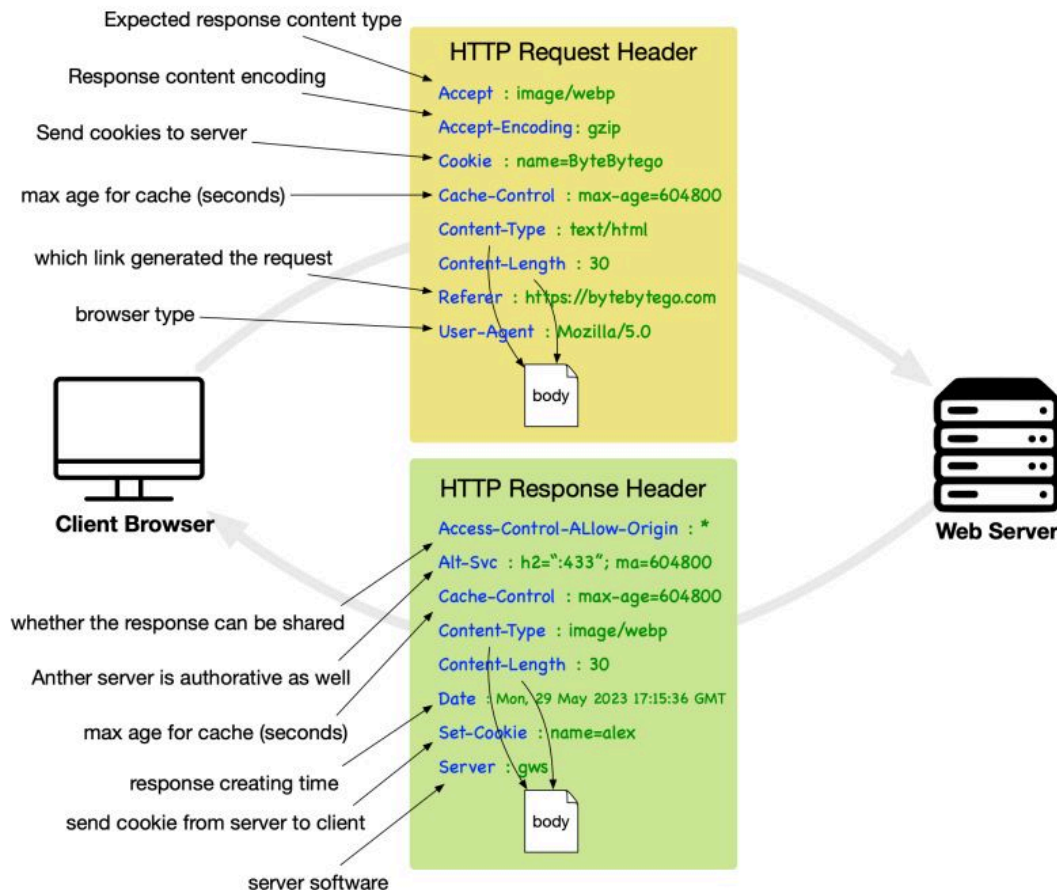 Expected response content type
Response content encoding
Send cookies to server
max age for cache (seconds)
which link generated the request
browser type
HTTP Request Header
Accept : image/webp
Accept-Encoding: gzip
Cookie : name=ByteBytego
Cache-Control : max-age=604800
Content-Type : text/html
Content-Length : 30
Referer : https://bytebytego.com
User-Agent : Mozilla/5.0
body
Client Browser
Web Server
HTTP Response Header
Access-Control-ALlow-Origin : *
Alt-Svc : h2=“:433”; ma=604800
Cache-Control : max-age=604800
Content-Type : image/webp
Content-Length : 30
Date : Mon, 29 May 2023 17:15:36 GMT
Set-Cookie : name=alex
Server : gws
body
whether the response can be shared
Anther server is authorative as well
max age for cache (seconds)
response creating time
send cookie from server to client
server software